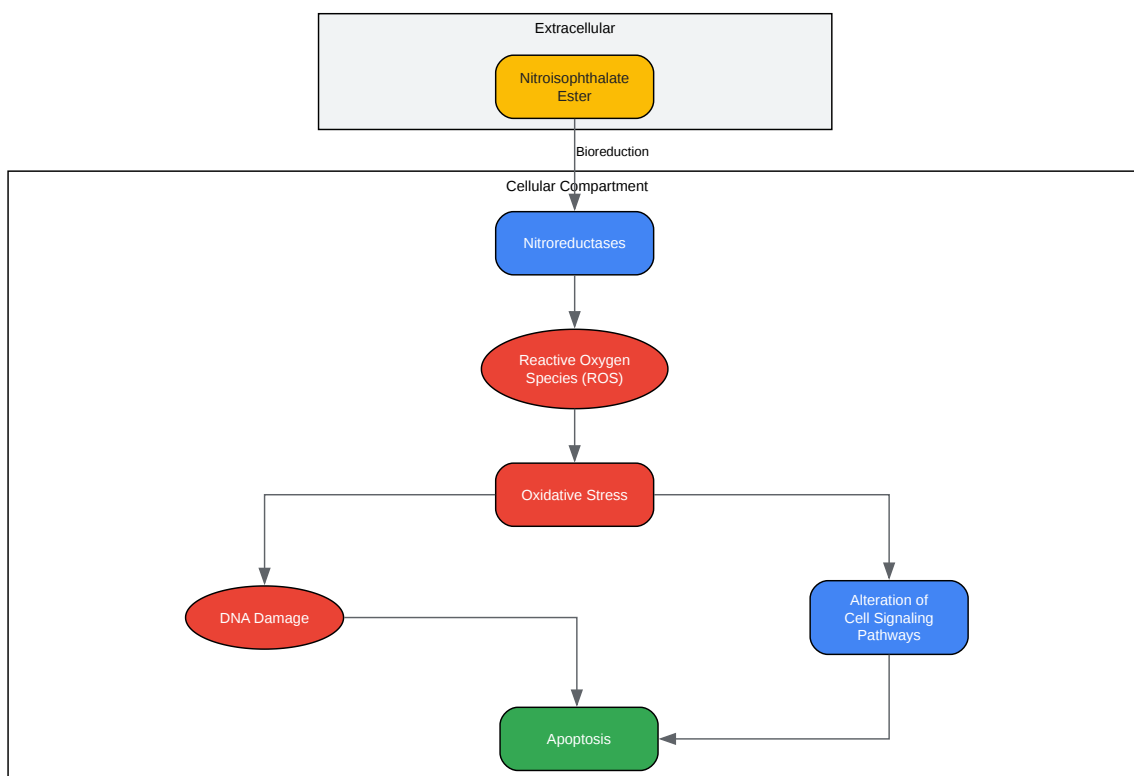 Extracellular
Nitroisophthalate
Ester
Bioreduction
Cellular Compartment
Nitroreductases
Reactive Oxygen
Species (ROS)
Oxidative Stress
DNA Damage
Alteration of
Cell Signaling
Pathways
Apoptosis